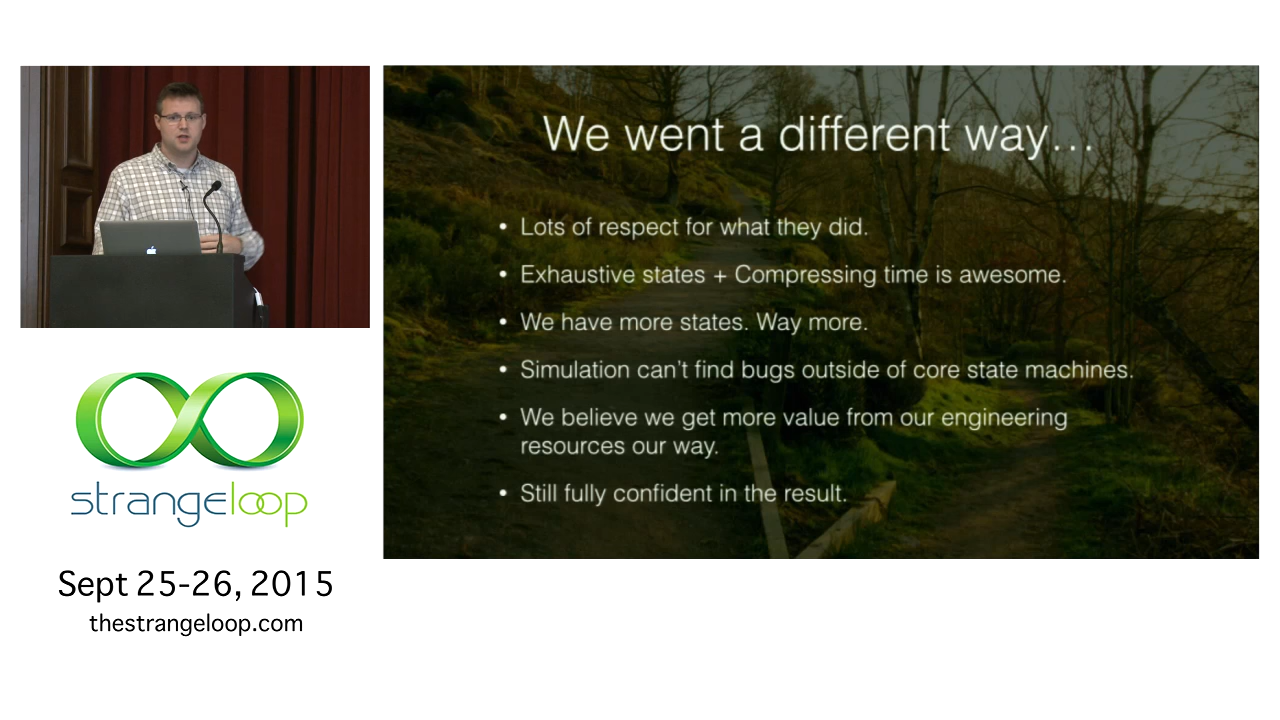 We went a different way…
• Lots of respect for what they did.
• Exhaustive states + Compressing time is awesome.
• We have more states. Way more.
• Simulation can't find bugs outside of core state machines.
• We believe we get more value from our engineering
resources our way.
• Still fully confident in the result.
strangeloop
Sept 25-26, 2015
thestrangeloop.com